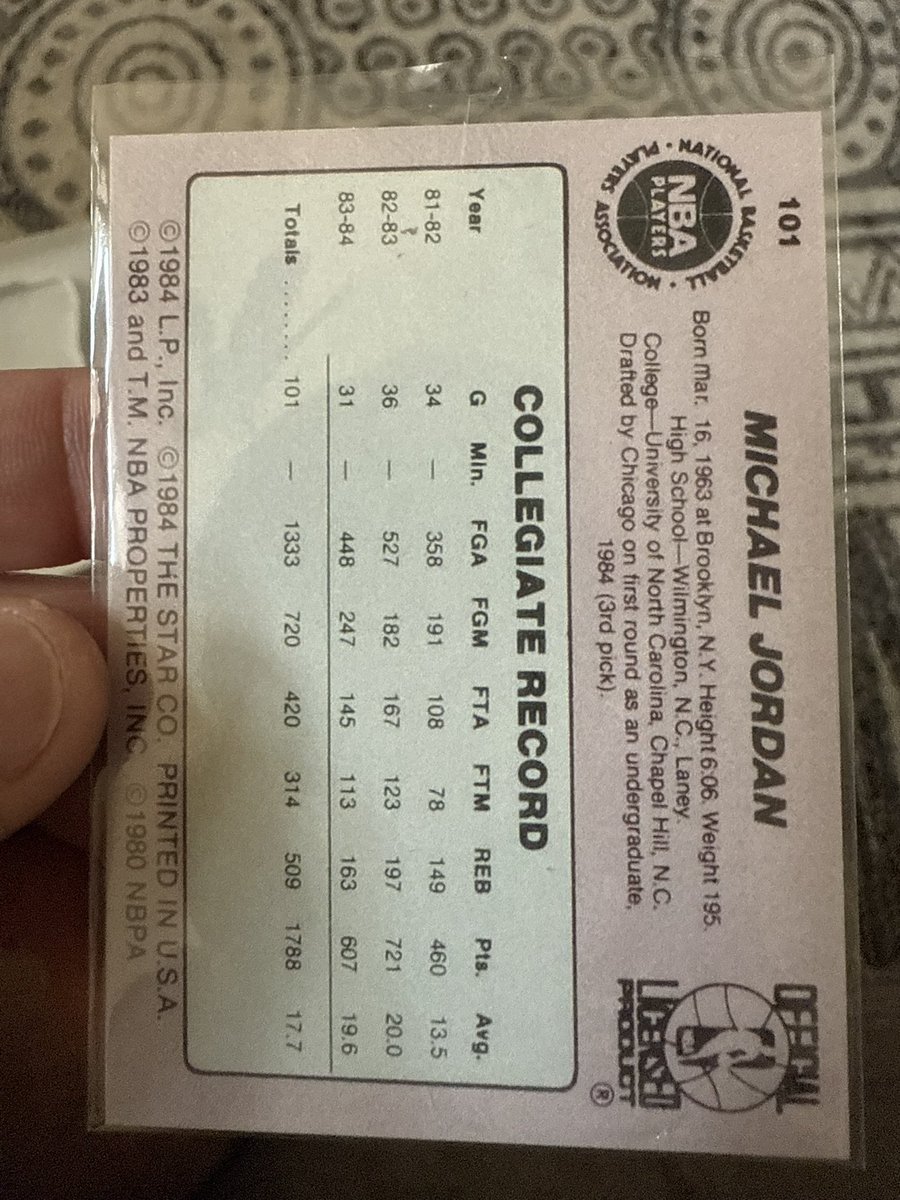 101
MICHAEL JORDAN
NATIONAL BASKETBALL
PLAYERS ASSOCIATION
NBA
PLAYERS
Born Mar. 16, 1963 at Brooklyn, N.Y. Height 6:06. Weight 195.
High School—Wilmington, N.C., Laney.
College—University of North Carolina, Chapel Hill, N.C.
Drafted by Chicago on first round as an undergraduate,
1984 (3rd pick).
OFFICIAL
LICENSED
PRODUCT
®
COLLEGIATE RECORD
Year G Min. FGA FGM FTA FTM REB Pts. Avg.
81-82 34 — 358 191 108 78 149 460 13.5
82-83 36 — 527 182 167 123 197 721 20.0
83-84 31 — 448 247 145 113 163 607 19.6
Totals ........ 101 — 1333 720 420 314 509 1788 17.7
©1984 L.P., Inc. ©1984 THE STAR CO. PRINTED IN U.S.A.
©1983 and T.M. NBA PROPERTIES, INC. ©1980 NBPA